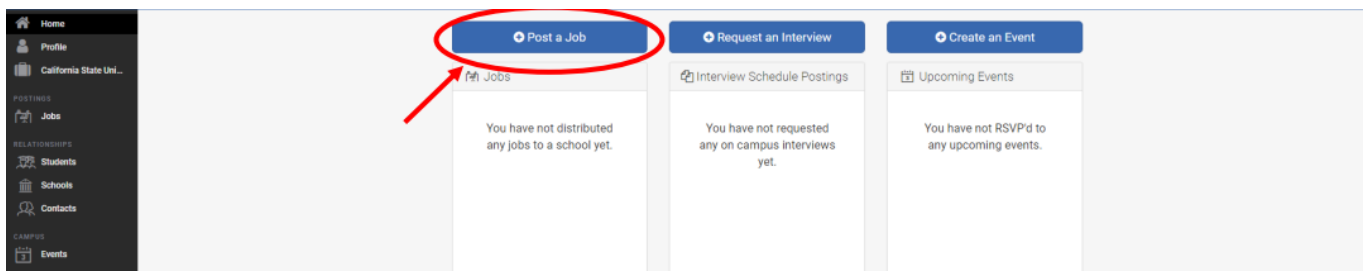 Home
Profile
California State Uni...
POSTINGS
Jobs
RELATIONSHIPS
Students
Schools
Contacts
CAMPUS
3
Events
Post a Job
Jobs
You have not distributed
any jobs to a school yet.
Request an Interview
Interview Schedule Postings
You have not requested
any on campus interviews
yet.
Create an Event
Upcoming Events
You have not RSVP'd to
any upcoming events.